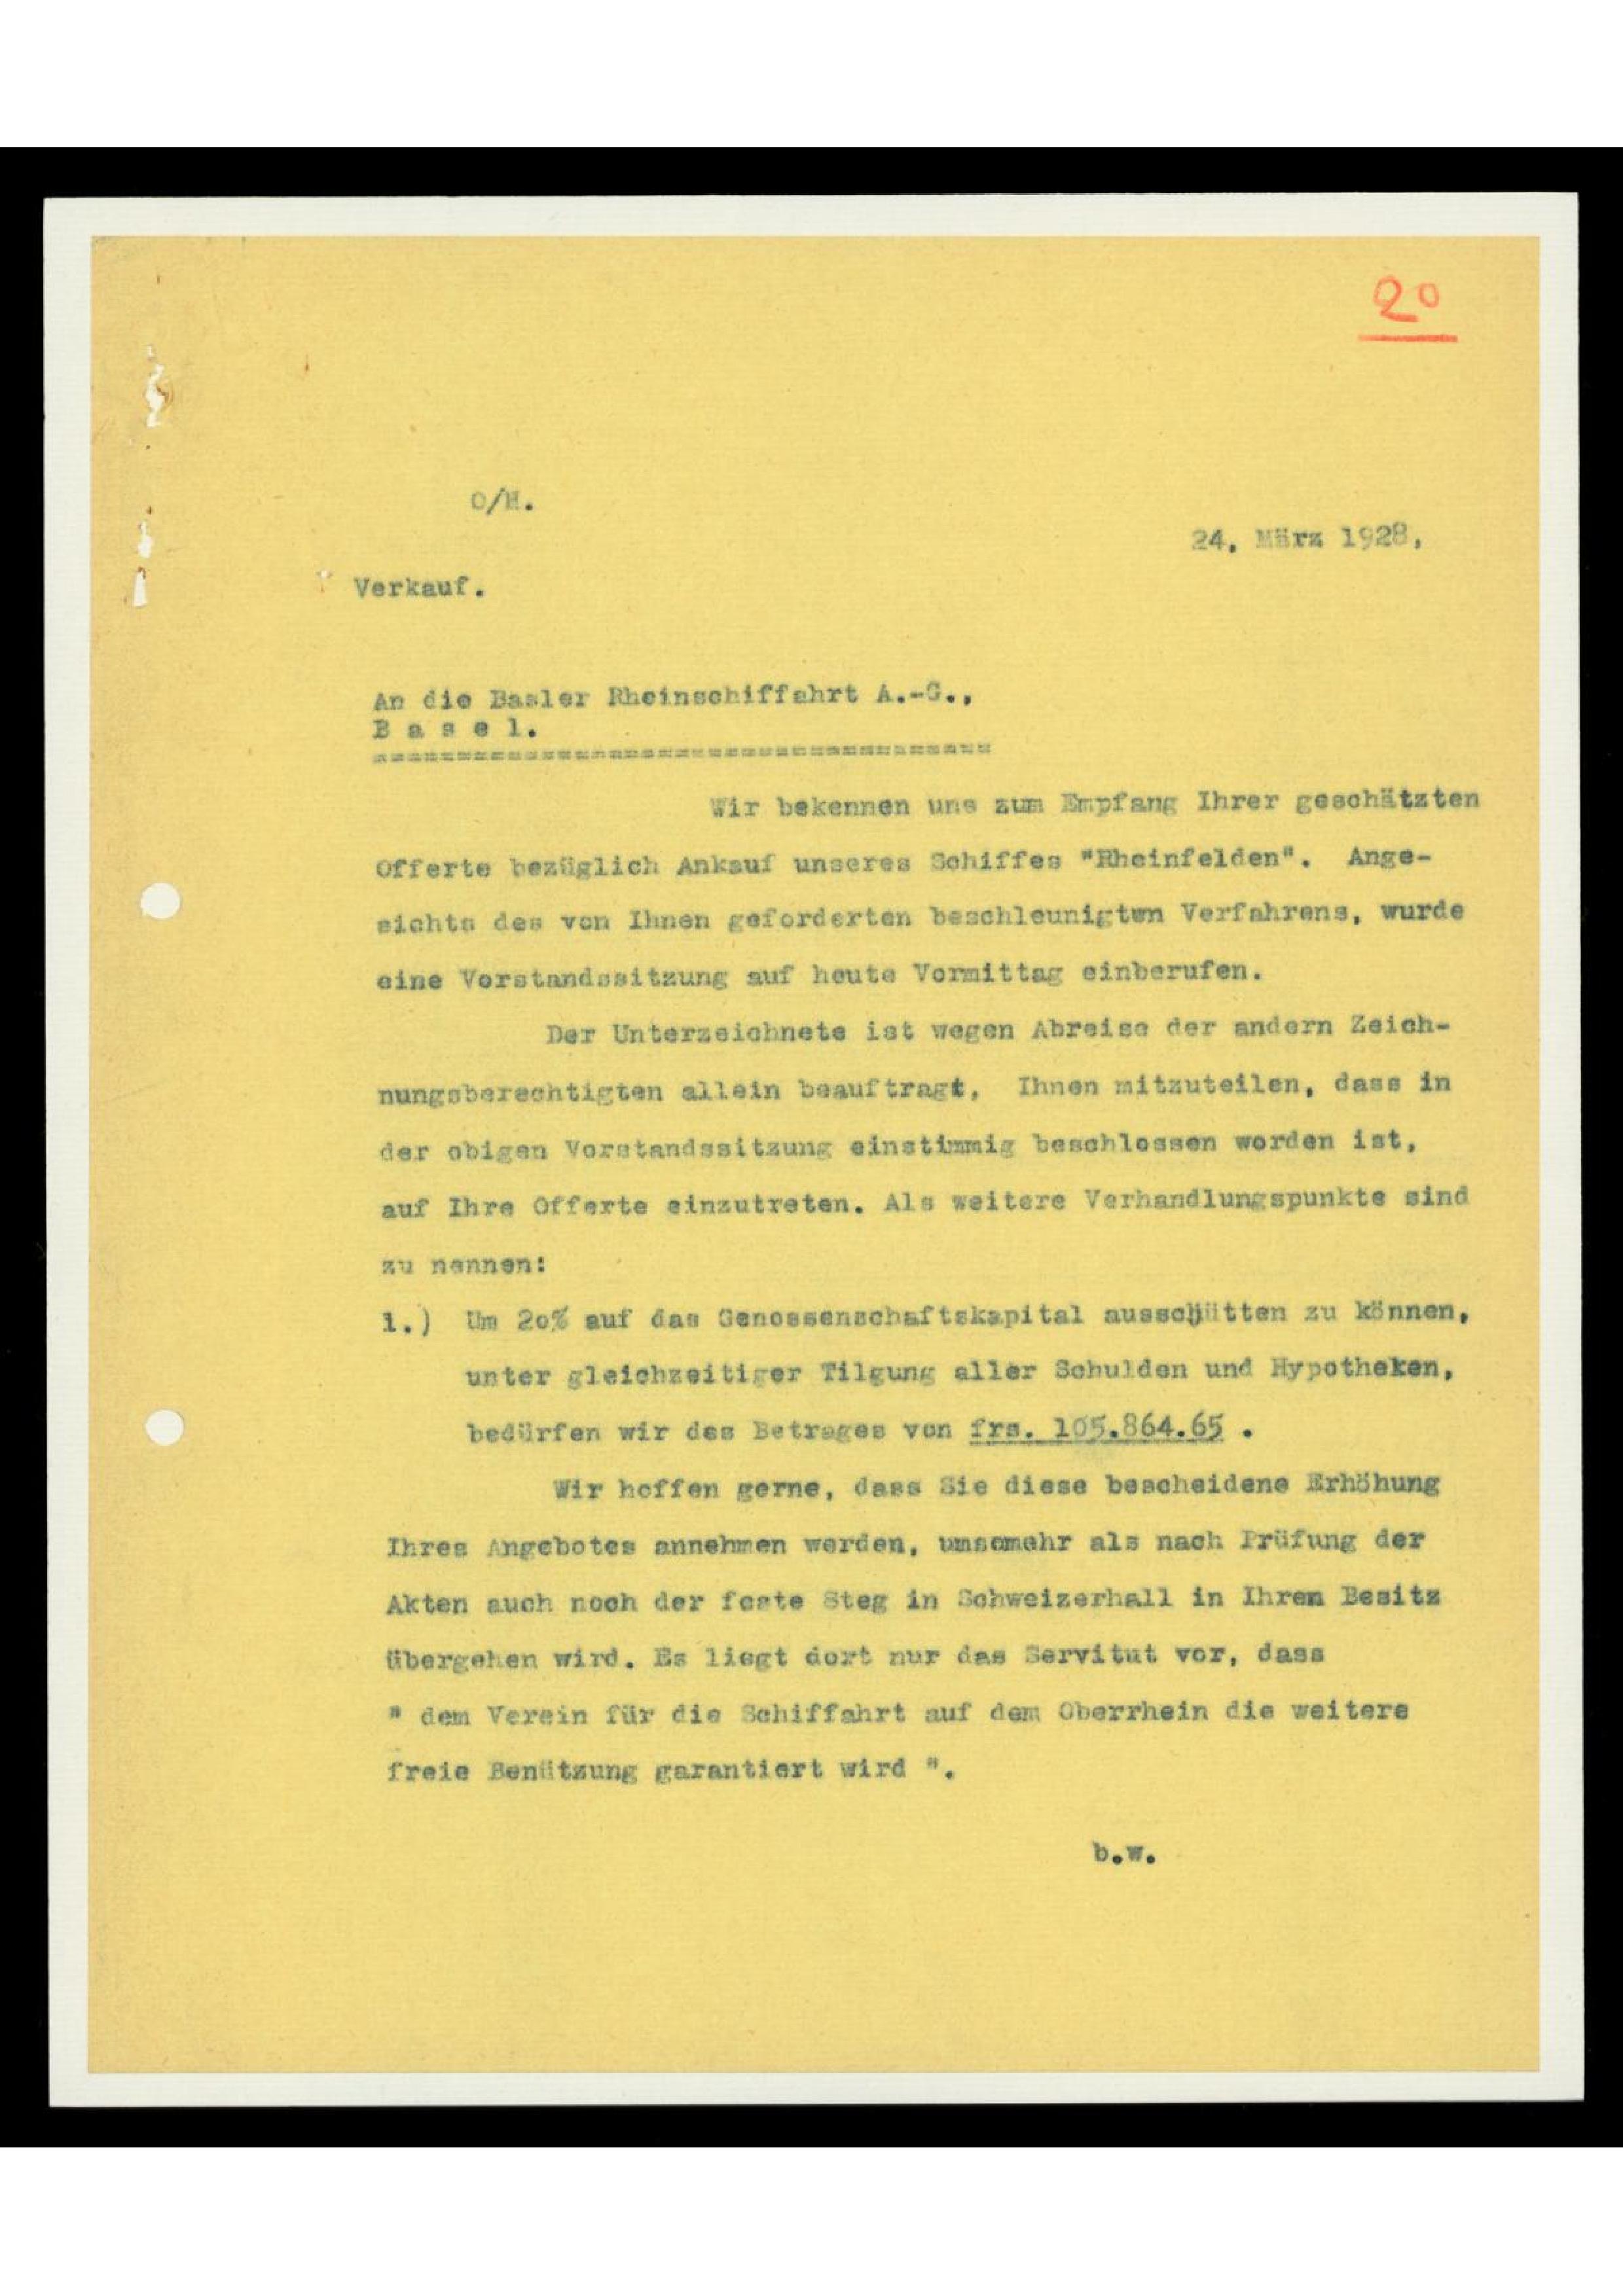 20
O/H.
24. März 1928.
Verkauf.
An die Basler Rheinschiffahrt A.-G.,
B a s e l.
=====================================
Wir bekennen uns zum Empfang Ihrer geschätzten
Offerte bezüglich Ankauf unseres Schiffes "Rheinfelden". Ange-
sichts des von Ihnen geforderten beschleunigtwn Verfahrens, wurde
eine Vorstandssitzung auf heute Vormittag einberufen.
Der Unterzeichnete ist wegen Abreise der andern Zeich-
nungsberechtigten allein beauftragt, Ihnen mitzuteilen, dass in
der obigen Vorstandssitzung einstimmig beschlossen worden ist,
auf Ihre Offerte einzutreten. Als weitere Verhandlungspunkte sind
zu nennen:
1.) Um 20% auf das Genossenschaftskapital ausschütten zu können,
unter gleichzeitiger Tilgung aller Schulden und Hypotheken,
bedürfen wir des Betrages von frs. 105.864.65 .
Wir hoffen gerne, dass Sie diese bescheidene Erhöhung
Ihres Angebotes annehmen werden, umsomehr als nach Prüfung der
Akten auch noch der feste Steg in Schweizerhall in Ihren Besitz
übergehen wird. Es liegt dort nur das Servitut vor, dass
" dem Verein für die Schiffahrt auf dem Oberrhein die weitere
freie Benützung garantiert wird ".
b.w.